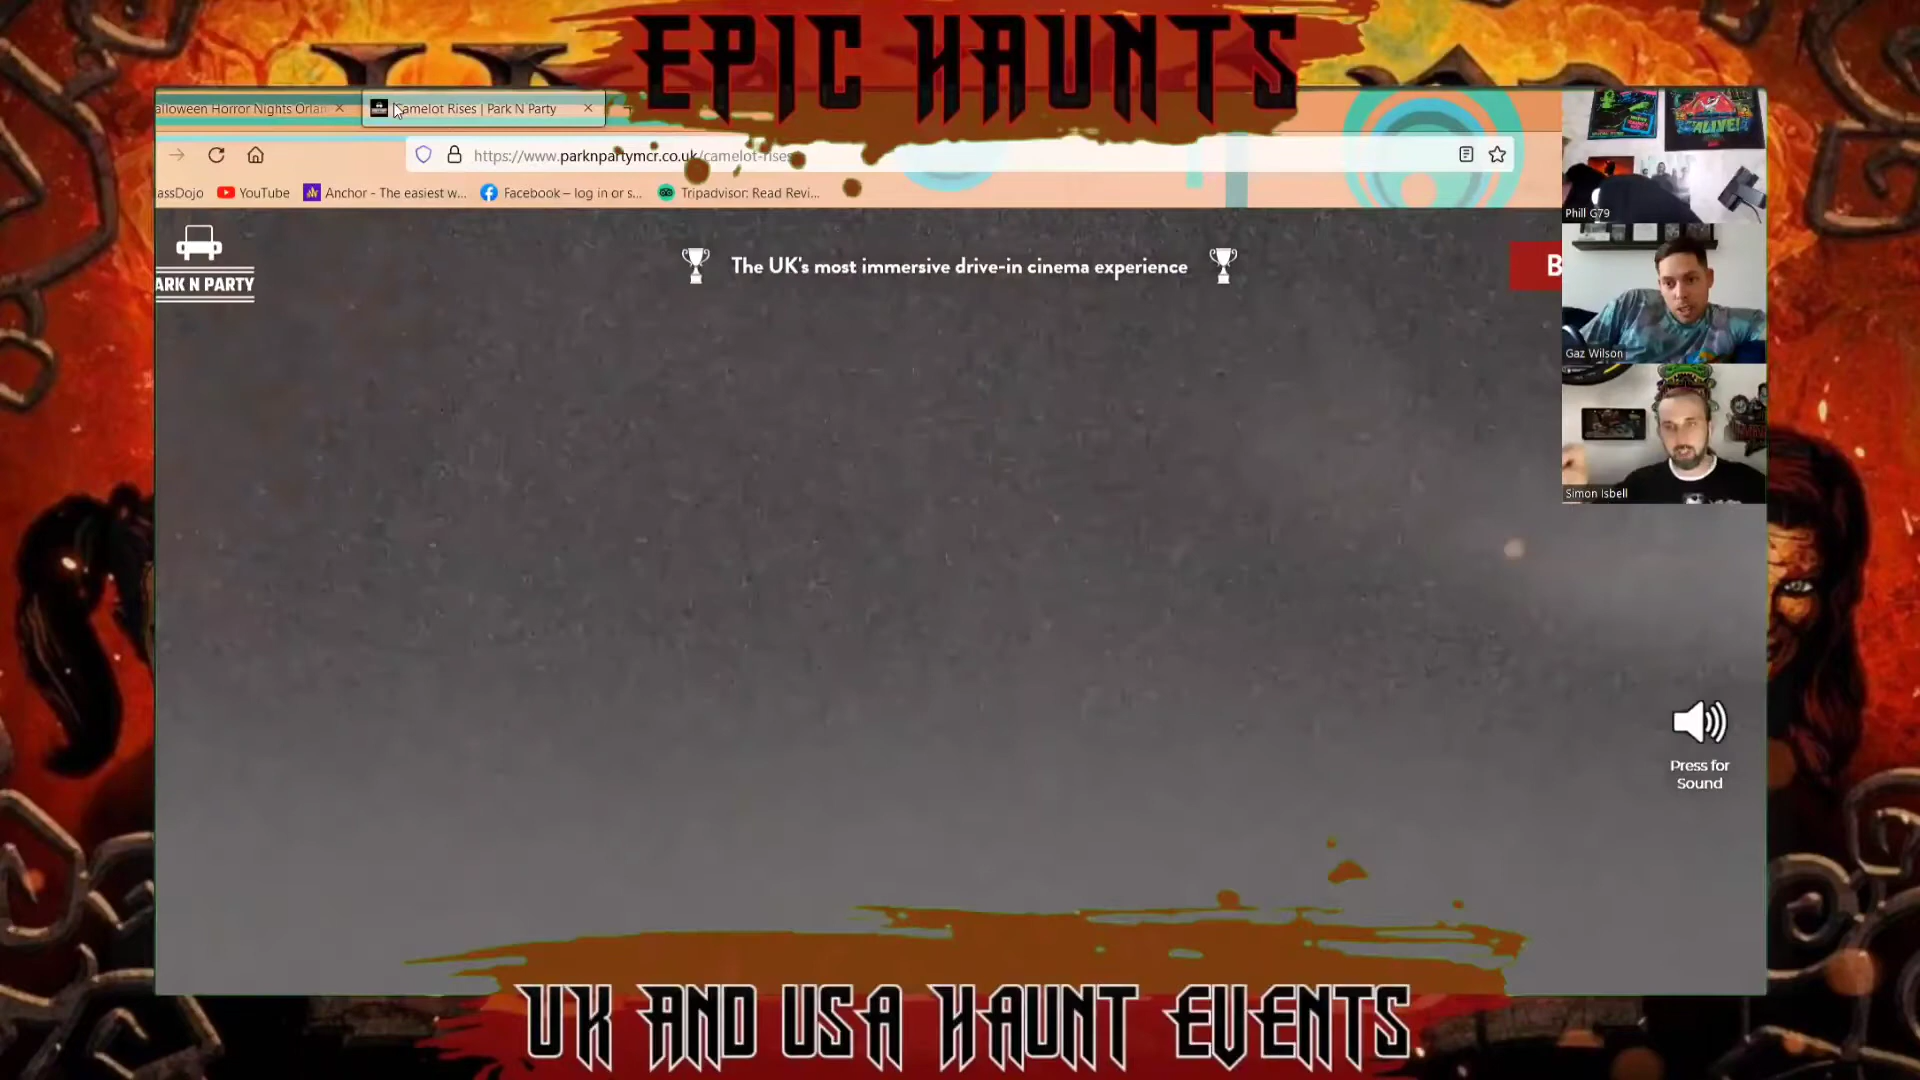 EPIC HAUNTS
alloween Horror Nights Orlan
Camelot Rises | Park N Party
https://www.parknpartymcr.co.uk/camelot-rises
assDojo
YouTube
Anchor - The easiest w...
Facebook – log in or s...
Tripadvisor: Read Revi...
ARK N PARTY
The UK's most immersive drive-in cinema experience
B
ALIVE!
Phill G79
Gaz Wilson
Simon Isbell
Press for
Sound
UK AND USA HAUNT EVENTS